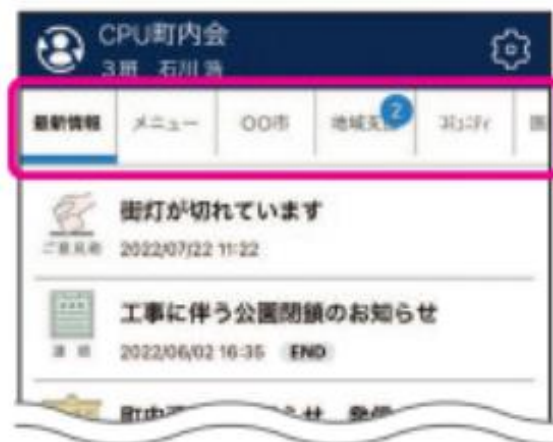 CPU町内会
3班 石川 浩
最新情報 メニュー 〇〇市 地域支 2 コミュニティ
街灯が切れています
ご意見箱 2022/07/22 11:22
工事に伴う公園閉鎖のお知らせ
連絡 2022/06/02 16:35 END